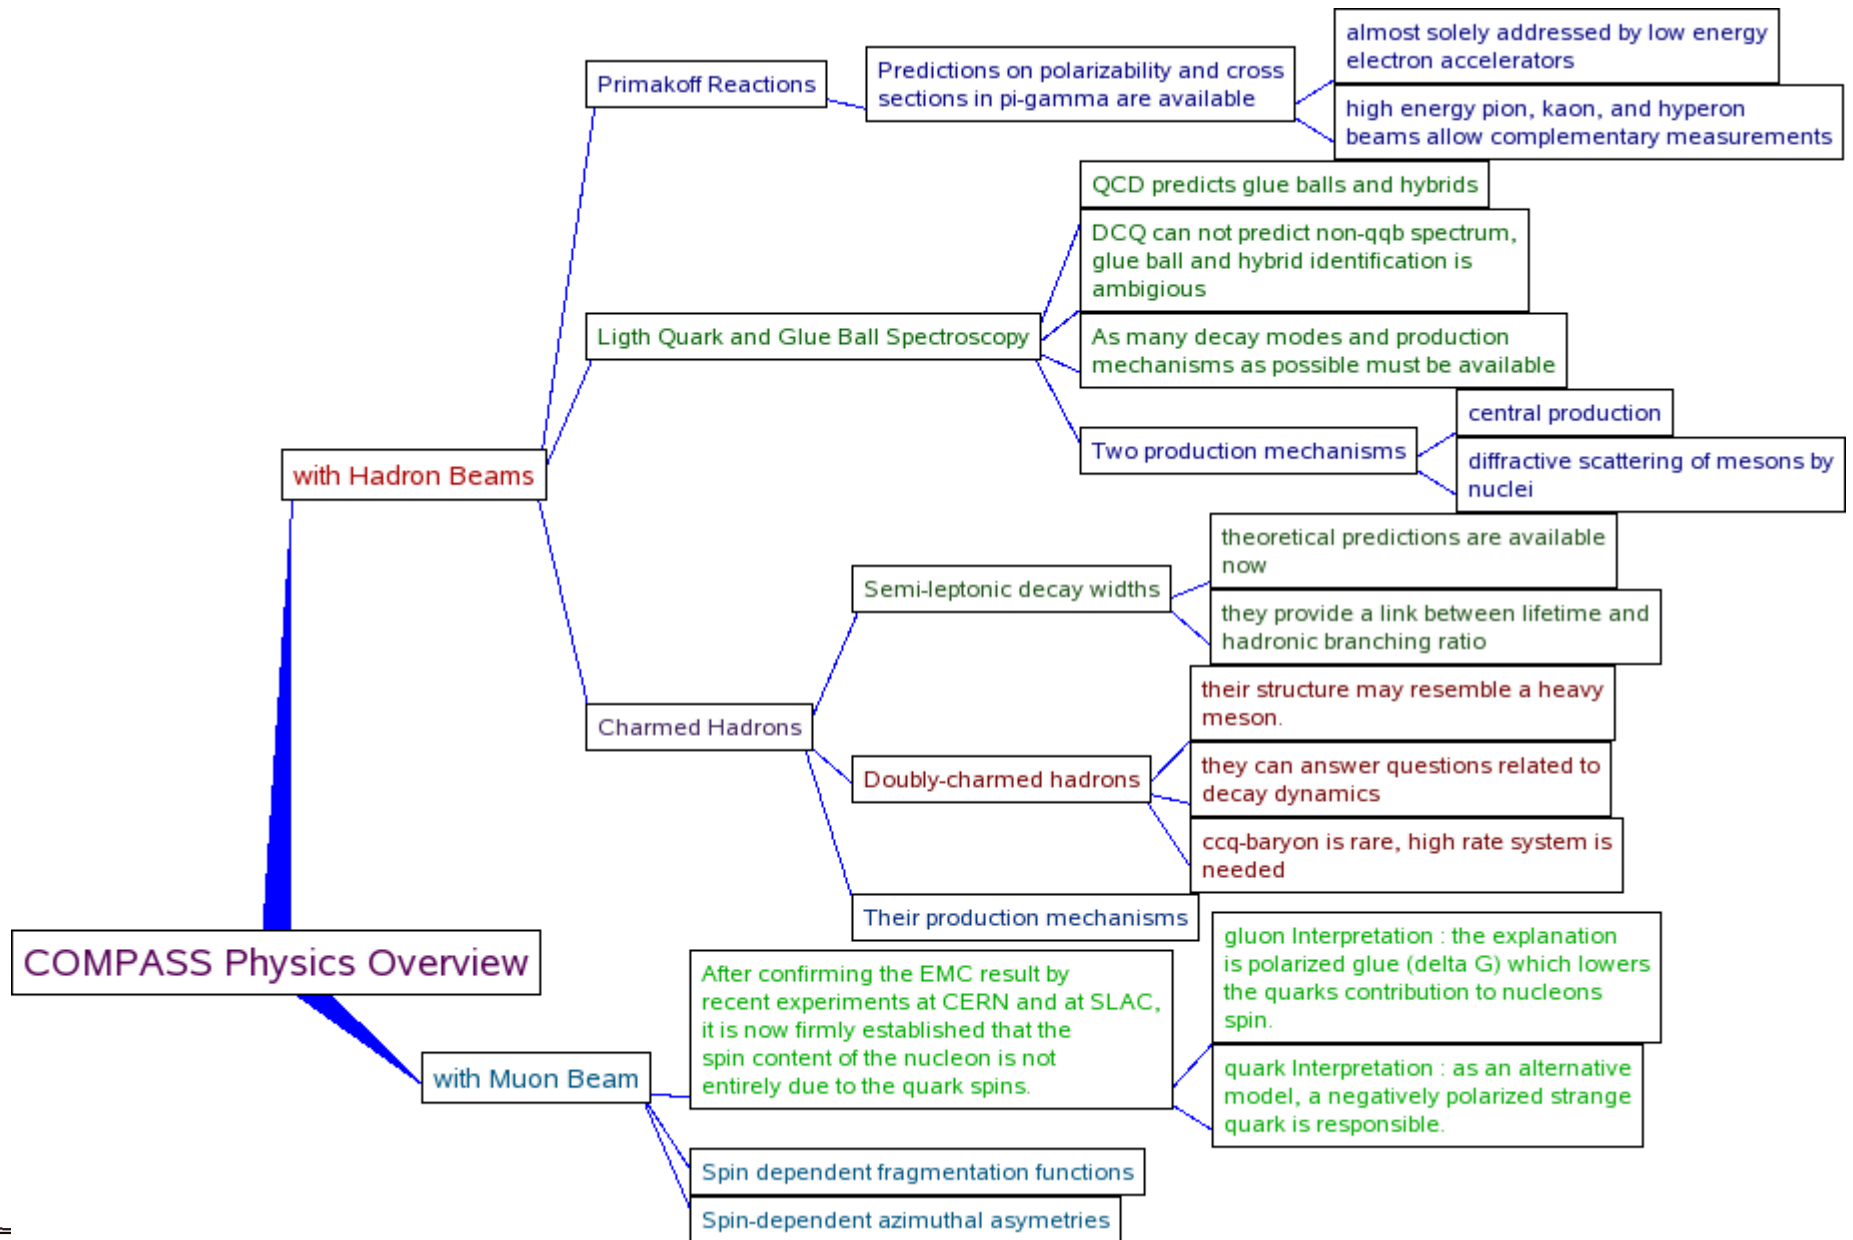 almost solely addressed by low energy
electron accelerators
Primakoff Reactions
Predictions on polarizability and cross
sections in pi-gamma are available
high energy pion, kaon, and hyperon
beams allow complementary measurements
QCD predicts glue balls and hybrids
DCQ can not predict non-qqb spectrum,
glue ball and hybrid identification is
ambigious
Ligth Quark and Glue Ball Spectroscopy
As many decay modes and production
mechanisms as possible must be available
central production
Two production mechanisms
diffractive scattering of mesons by
nuclei
with Hadron Beams
theoretical predictions are available
now
Semi-leptonic decay widths
they provide a link between lifetime and
hadronic branching ratio
their structure may resemble a heavy
meson.
Charmed Hadrons
Doubly-charmed hadrons
they can answer questions related to
decay dynamics
ccq-baryon is rare, high rate system is
needed
Their production mechanisms
COMPASS Physics Overview
gluon Interpretation : the explanation
is polarized glue (delta G) which lowers
the quarks contribution to nucleons
spin.
After confirming the EMC result by
recent experiments at CERN and at SLAC,
it is now firmly established that the
spin content of the nucleon is not
entirely due to the quark spins.
with Muon Beam
quark Interpretation : as an alternative
model, a negatively polarized strange
quark is responsible.
Spin dependent fragmentation functions
Spin-dependent azimuthal asymetries